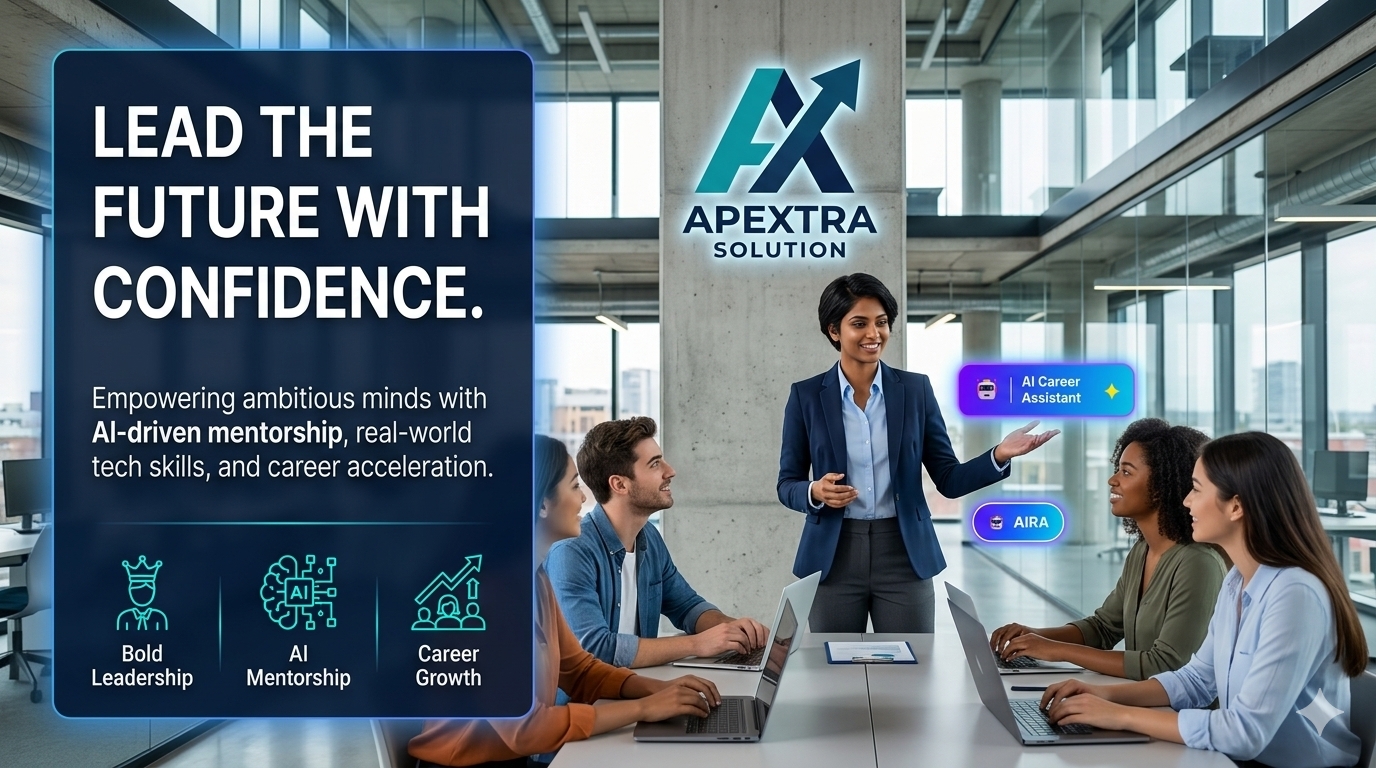 LEAD THE
FUTURE WITH
CONFIDENCE.
Empowering ambitious minds with
AI-driven mentorship, real-world
tech skills, and career acceleration.
Bold
Leadership
AI
AI
Mentorship
Career
Growth
AX
APEXTRA
SOLUTION
AI Career
Assistant
AIRA